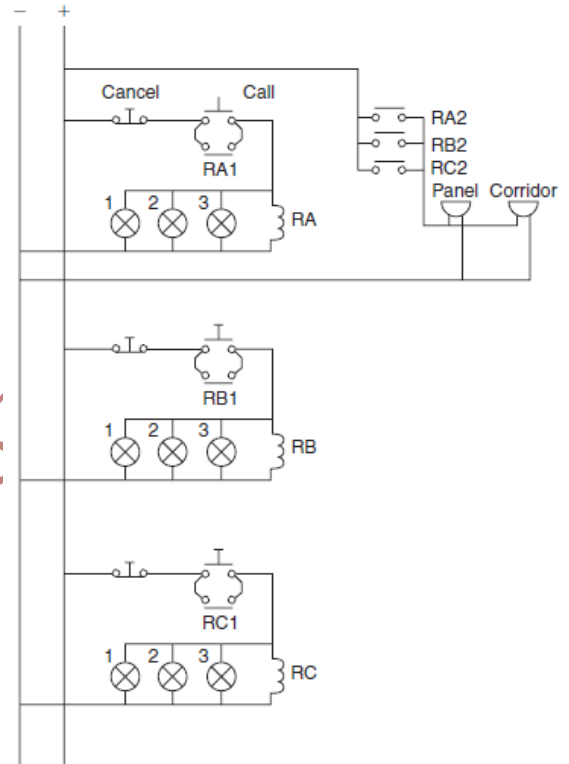 − +
Cancel Call
RA2
RB2
RC2
RA1
Panel Corridor
1 2 3
RA
RB1
1 2 3
RB
RC1
1 2 3
RC